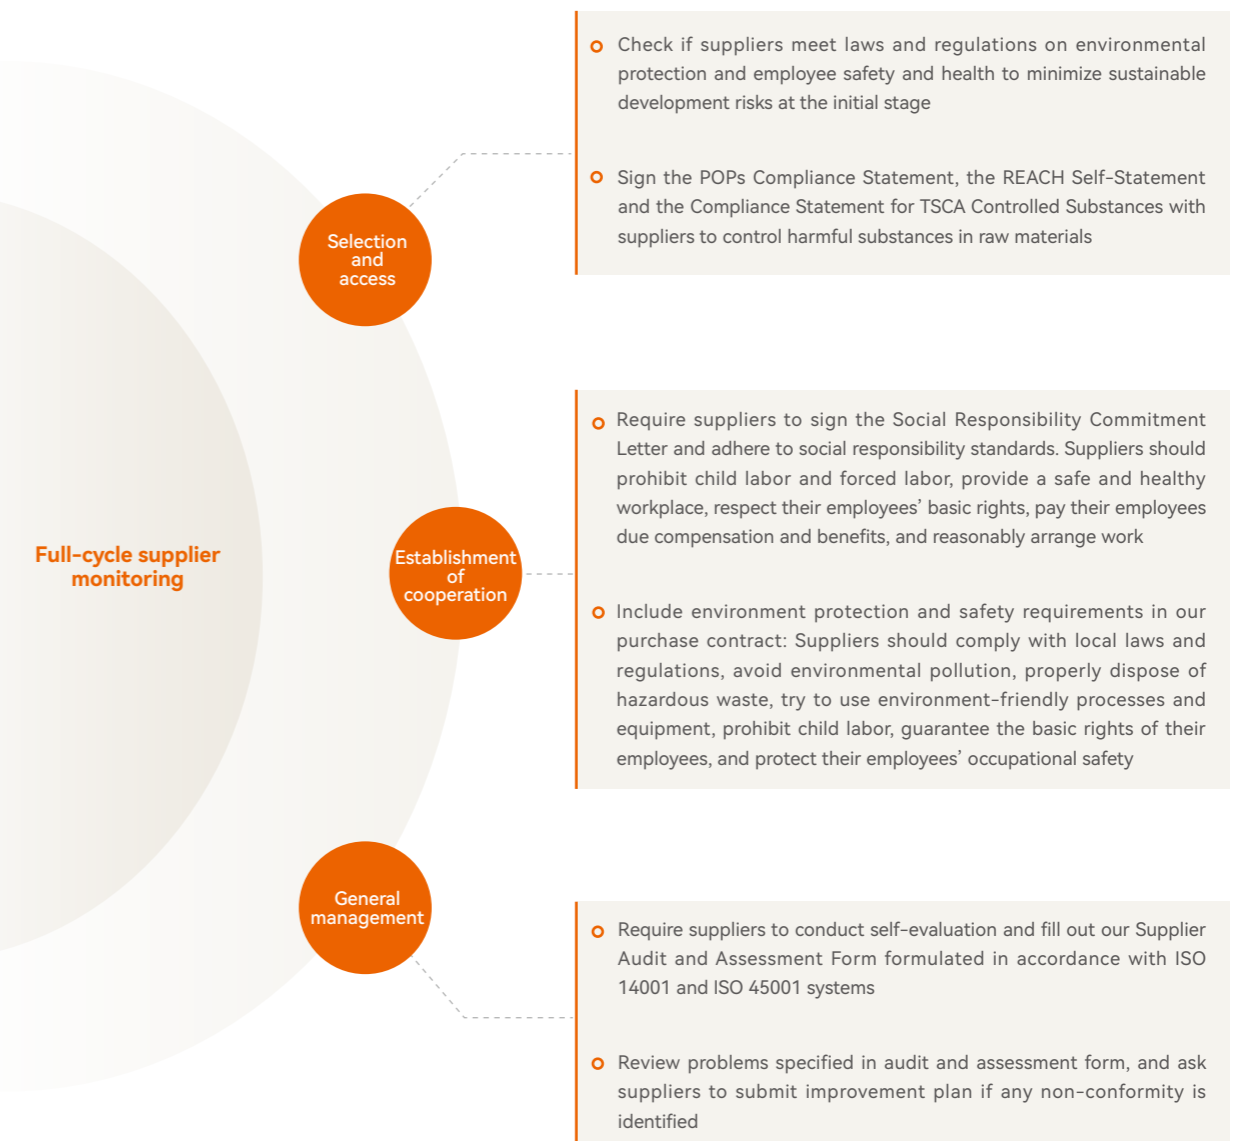 Check if suppliers meet laws and regulations on environmental
protection and employee safety and health to minimize sustainable
development risks at the initial stage
Sign the POPs Compliance Statement, the REACH Self-Statement
and the Compliance Statement for TSCA Controlled Substances with
suppliers to control harmful substances in raw materials
Selection
and
access
Require suppliers to sign the Social Responsibility Commitment
Letter and adhere to social responsibility standards. Suppliers should
prohibit child labor and forced labor, provide a safe and healthy
workplace, respect their employees’ basic rights, pay their employees
due compensation and benefits, and reasonably arrange work
Full-cycle supplier
monitoring
Establishment
of
cooperation
Include environment protection and safety requirements in our
purchase contract: Suppliers should comply with local laws and
regulations, avoid environmental pollution, properly dispose of
hazardous waste, try to use environment-friendly processes and
equipment, prohibit child labor, guarantee the basic rights of their
employees, and protect their employees’ occupational safety
General
management
Require suppliers to conduct self-evaluation and fill out our Supplier
Audit and Assessment Form formulated in accordance with ISO
14001 and ISO 45001 systems
Review problems specified in audit and assessment form, and ask
suppliers to submit improvement plan if any non-conformity is
identified